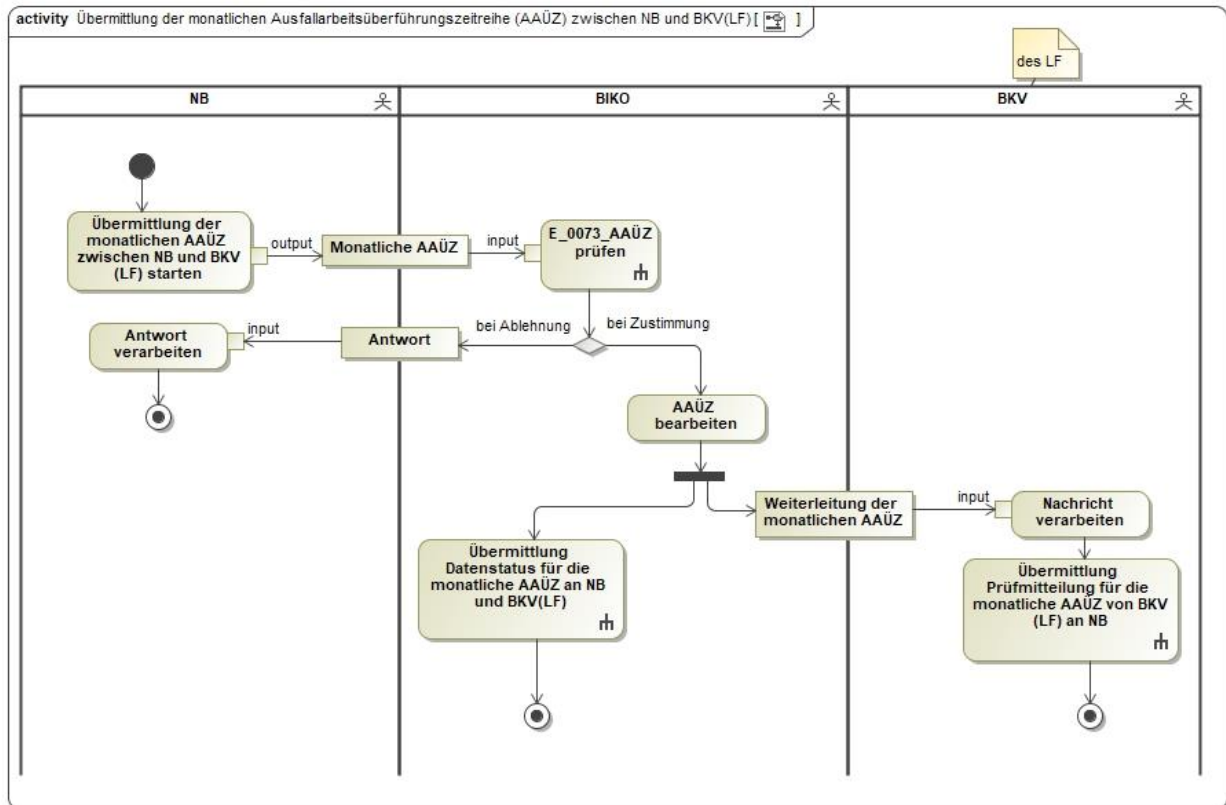 activity Übermittlung der monatlichen Ausfallarbeitsüberführungszeitreihe (AAÜZ) zwischen NB und BKV(LF) [ ]
des LF
NB
BIKO
BKV
Übermittlung der
monatlichen AAÜZ
zwischen NB und BKV
(LF) starten
output
Monatliche AAÜZ
input
E_0073_AAÜZ
prüfen
bei Ablehnung
bei Zustimmung
Antwort
input
Antwort
verarbeiten
AAÜZ
bearbeiten
Weiterleitung der
monatlichen AAÜZ
input
Nachricht
verarbeiten
Übermittlung
Datenstatus für die
monatliche AAÜZ an NB
und BKV(LF)
Übermittlung
Prüfmitteilung für die
monatliche AAÜZ von BKV
(LF) an NB